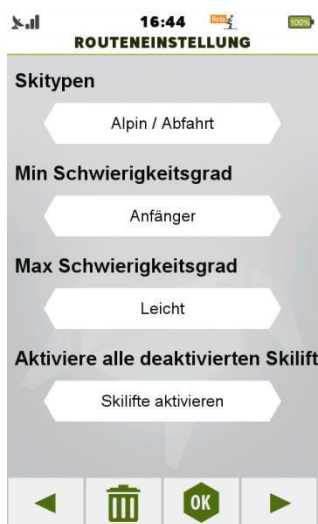 16:44
100%
ROUTENEINSTELLUNG
Skitypen
Alpin / Abfahrt
Min Schwierigkeitsgrad
Anfänger
Max Schwierigkeitsgrad
Leicht
Aktiviere alle deaktivierten Skilift
Skilifte aktivieren
OK